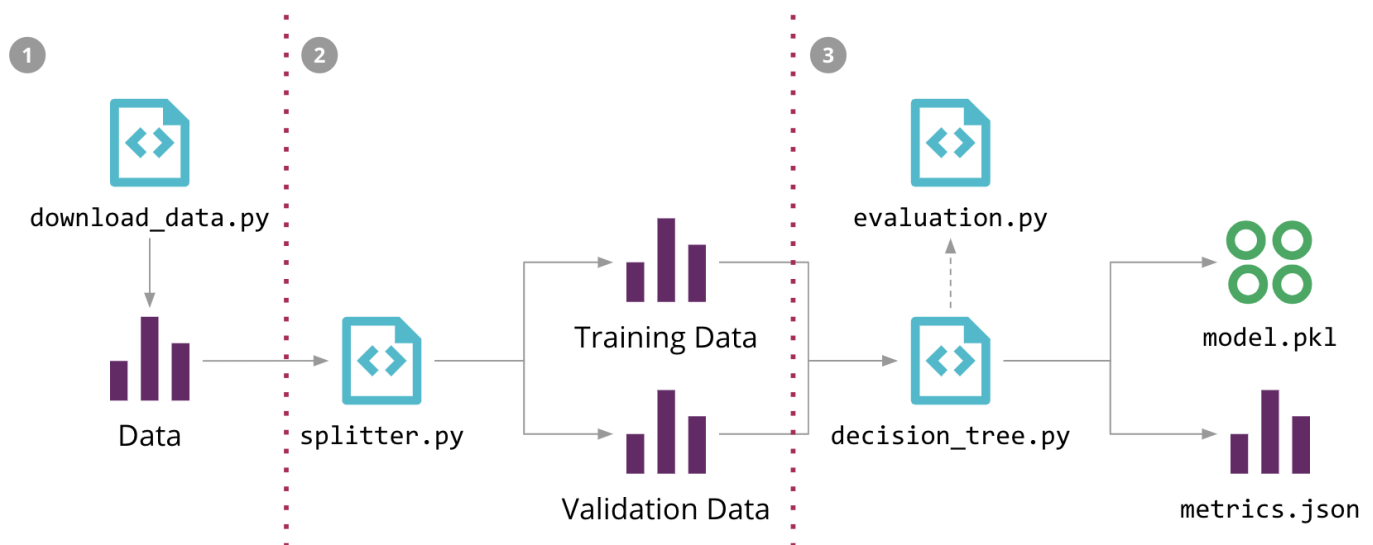 1
2
3
download_data.py
evaluation.py
Training Data
model.pkl
Data
splitter.py
decision_tree.py
Validation Data
metrics.json